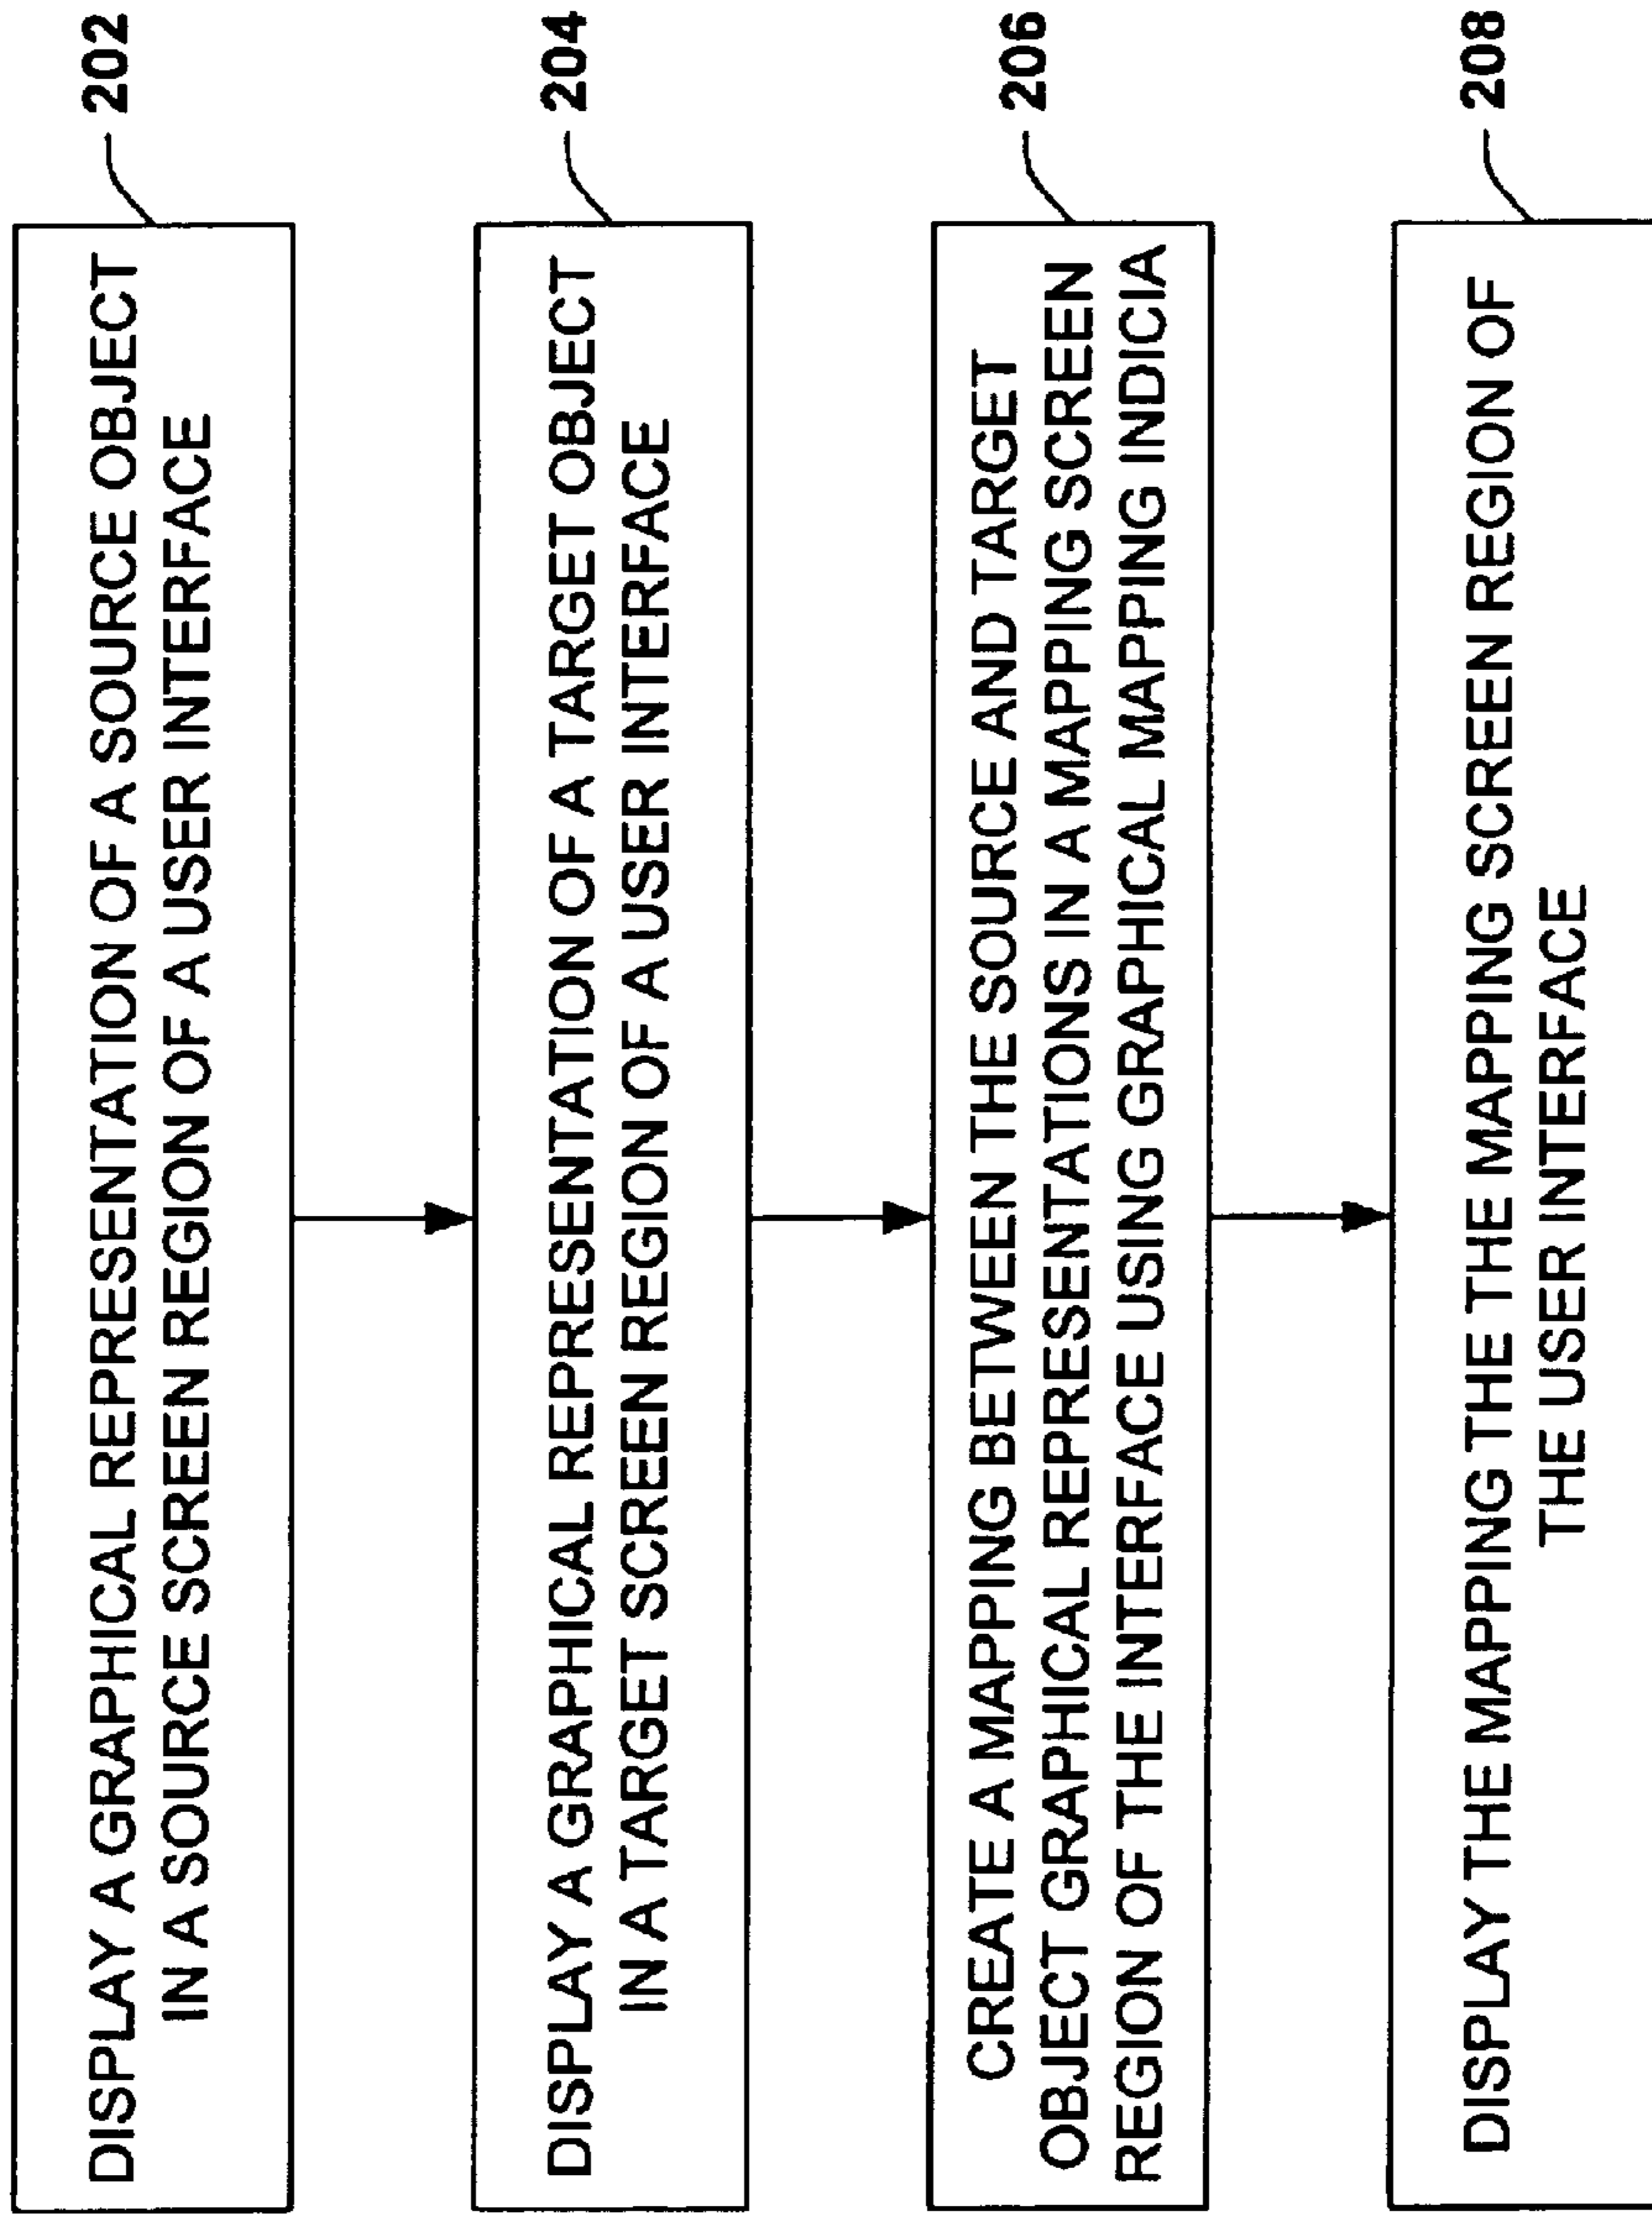 DISPLAY A GRAPHICAL REPRESENTATION OF A SOURCE OBJECT
IN A SOURCE SCREEN REGION OF A USER INTERFACE
202
DISPLAY A GRAPHICAL REPRESENTATION OF A TARGET OBJECT
IN A TARGET SCREEN REGION OF A USER INTERFACE
204
CREATE A MAPPING BETWEEN THE SOURCE AND TARGET
OBJECT GRAPHICAL REPRESENTATIONS IN A MAPPING SCREEN
REGION OF THE INTERFACE USING GRAPHICAL MAPPING INDICIA
206
DISPLAY THE MAPPING THE THE MAPPING SCREEN REGION OF
THE USER INTERFACE
208